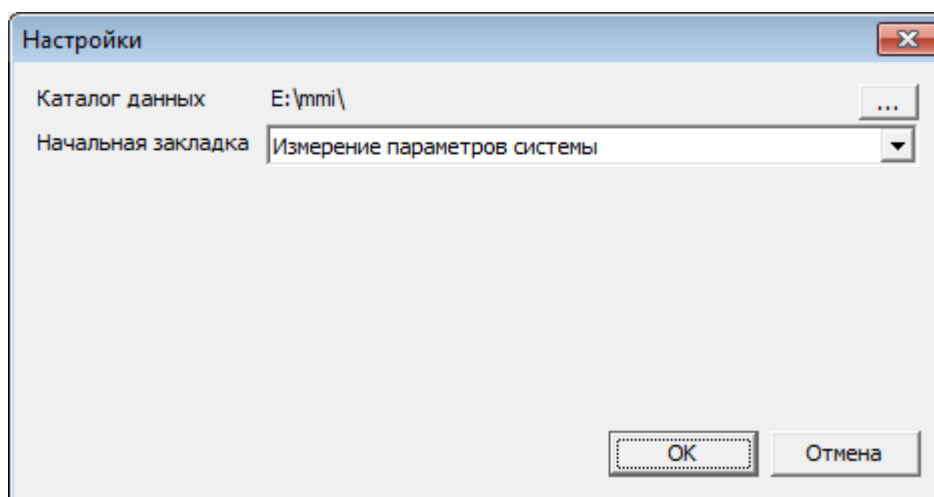 Настройки
Каталог данных E:\mmi\ ...
Начальная закладка Измерение параметров системы
OK Отмена